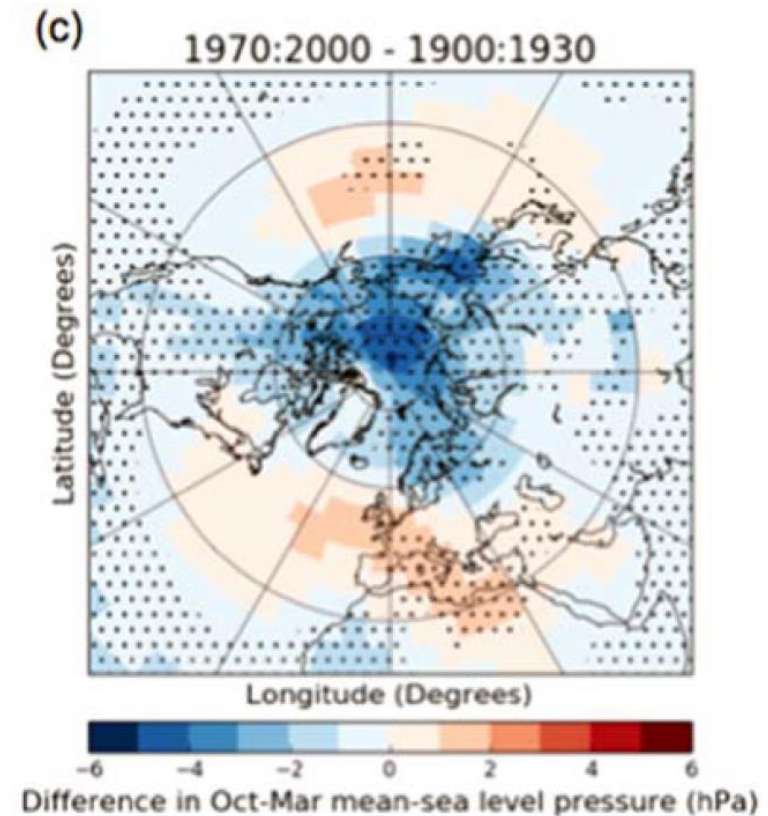 (c)
1970:2000 - 1900:1930
Latitude (Degrees)
Longitude (Degrees)
−6 −4 −2 0 2 4 6
Difference in Oct-Mar mean-sea level pressure (hPa)